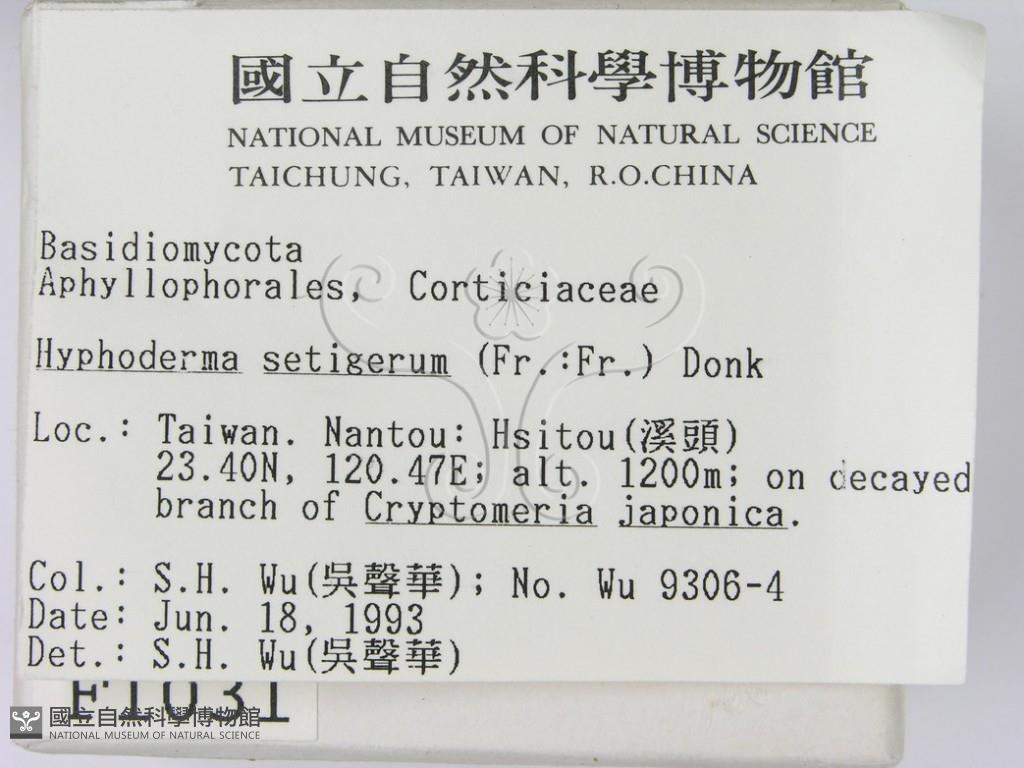 國立自然科學博物館
NATIONAL MUSEUM OF NATURAL SCIENCE
TAICHUNG, TAIWAN, R.O.CHINA
Basidiomycota
Aphyllophorales, Corticiaceae
Hyphoderma setigerum (Fr.:Fr.) Donk
Loc.: Taiwan. Nantou: Hsitou(溪頭)
23.40N, 120.47E; alt. 1200m; on decayed
branch of Cryptomeria japonica.
Col.: S.H. Wu(吳聲華); No. Wu 9306-4
Date: Jun. 18, 1993
Det.: S.H. Wu(吳聲華)
F1031
國立自然科學博物館
NATIONAL MUSEUM OF NATURAL SCIENCE